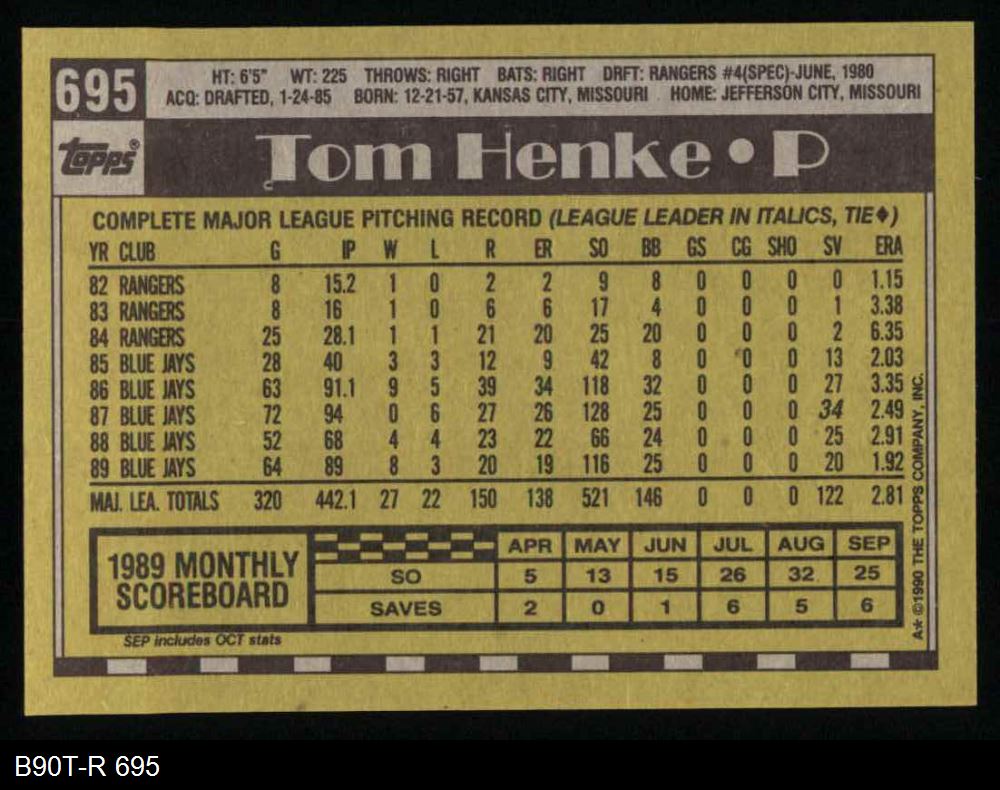 695
HT: 6'5" WT: 225 THROWS: RIGHT BATS: RIGHT DRFT: RANGERS #4(SPEC)-JUNE, 1980
ACQ: DRAFTED, 1-24-85 BORN: 12-21-57, KANSAS CITY, MISSOURI HOME: JEFFERSON CITY, MISSOURI
Topps®
Tom Henke • P
COMPLETE MAJOR LEAGUE PITCHING RECORD (LEAGUE LEADER IN ITALICS, TIE♦)
YR CLUB G IP W L R ER SO BB GS CG SHO SV ERA
82 RANGERS 8 15.2 1 0 2 2 9 8 0 0 0 0 1.15
83 RANGERS 8 16 1 0 6 6 17 4 0 0 0 1 3.38
84 RANGERS 25 28.1 1 1 21 20 25 20 0 0 0 2 6.35
85 BLUE JAYS 28 40 3 3 12 9 42 8 0 0 0 13 2.03
86 BLUE JAYS 63 91.1 9 5 39 34 118 32 0 0 0 27 3.35
87 BLUE JAYS 72 94 0 6 27 26 128 25 0 0 0 34 2.49
88 BLUE JAYS 52 68 4 4 23 22 66 24 0 0 0 25 2.91
89 BLUE JAYS 64 89 8 3 20 19 116 25 0 0 0 20 1.92
MAJ. LEA. TOTALS 320 442.1 27 22 150 138 521 146 0 0 0 122 2.81
1989 MONTHLY
SCOREBOARD
APR MAY JUN JUL AUG SEP
SO 5 13 15 26 32 25
SAVES 2 0 1 6 5 6
SEP includes OCT stats
A* ©1990 THE TOPPS COMPANY, INC.
B90T-R 695